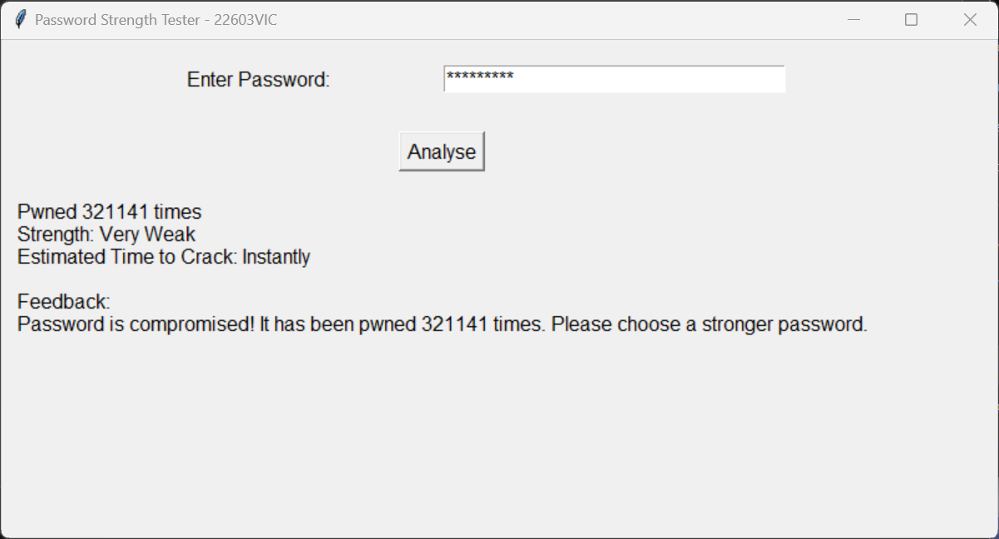 Password Strength Tester - 22603VIC
Enter Password: *********
Analyse
Pwned 321141 times
Strength: Very Weak
Estimated Time to Crack: Instantly
Feedback:
Password is compromised! It has been pwned 321141 times. Please choose a stronger password.